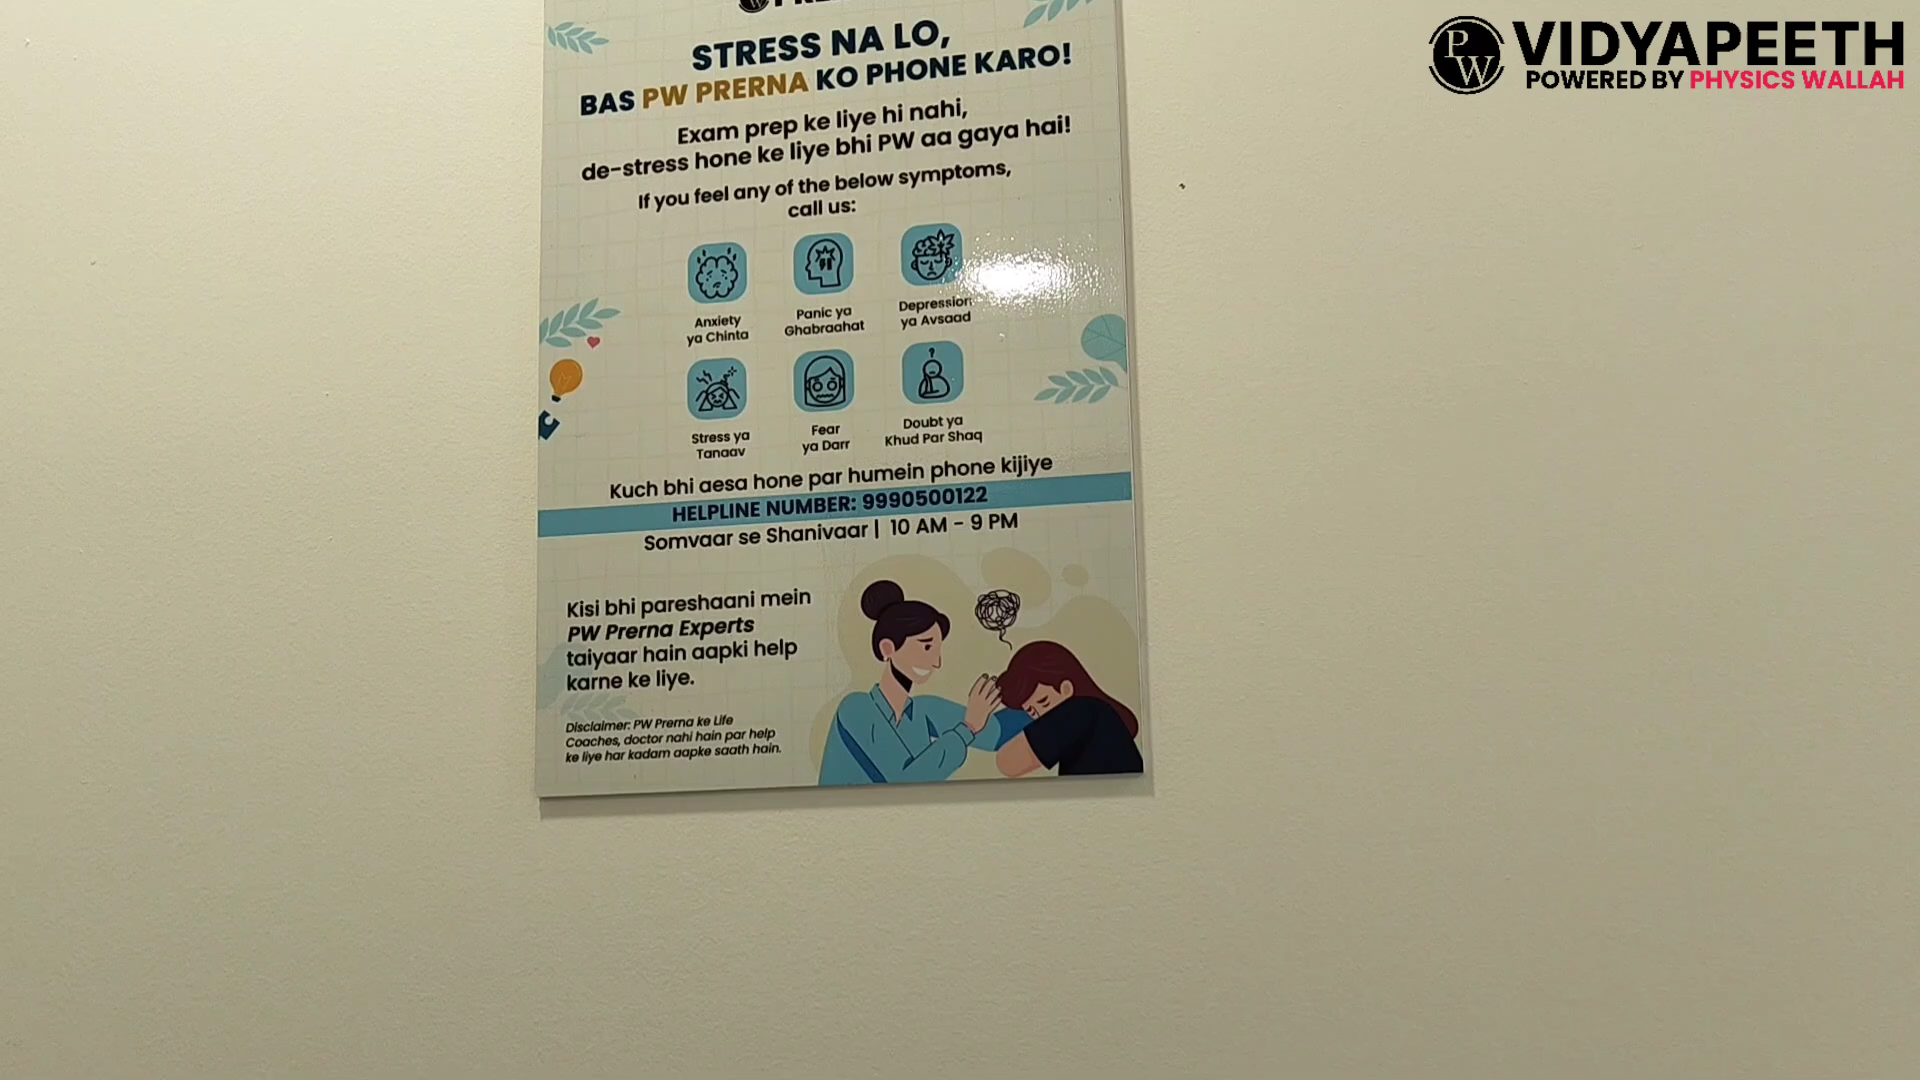 VIDYAPEETH
POWERED BY PHYSICS WALLAH
PW
STRESS NA LO,
BAS PW PRERNA KO PHONE KARO!
Exam prep ke liye hi nahi,
de-stress hone ke liye bhi PW aa gaya hai!
If you feel any of the below symptoms,
call us:
Anxiety
ya Chinta
Panic ya
Ghabraahat
Depression
ya Avsaad
Stress ya
Tanaav
Fear
ya Darr
Doubt ya
Khud Par Shaq
Kuch bhi aesa hone par humein phone kijiye
HELPLINE NUMBER: 9990500122
Somvaar se Shanivaar | 10 AM - 9 PM
Kisi bhi pareshaani mein
PW Prerna Experts
taiyaar hain aapki help
karne ke liye.
Disclaimer: PW Prerna ke Life
Coaches, doctor nahi hain par help
ke liye har kadam aapke saath hain.